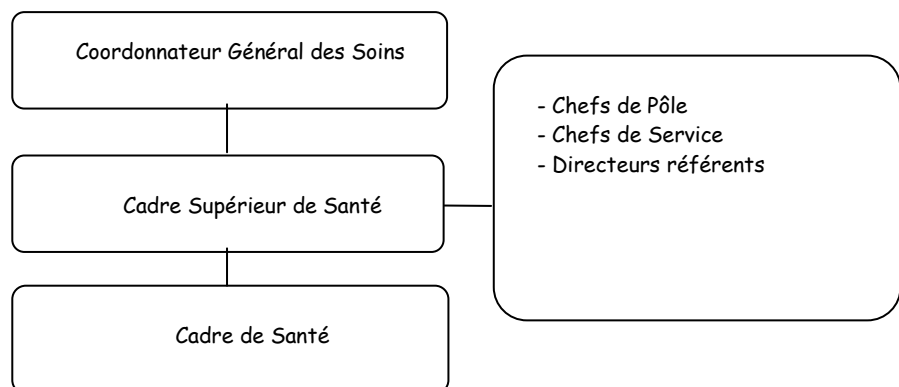 Coordonnateur Général des Soins
- Chefs de Pôle
- Chefs de Service
- Directeurs référents
Cadre Supérieur de Santé
Cadre de Santé